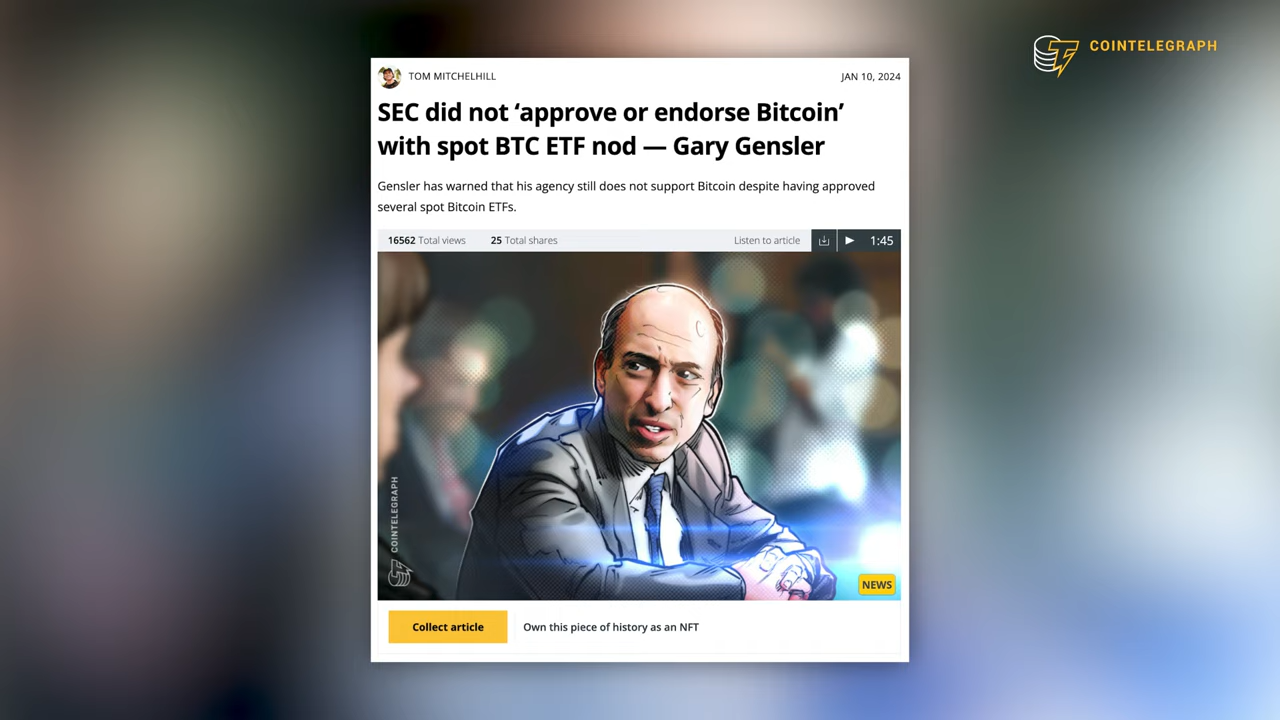 COINTELEGRAPH
TOM MITCHELHILL
JAN 10, 2024
SEC did not ‘approve or endorse Bitcoin’
with spot BTC ETF nod — Gary Gensler
Gensler has warned that his agency still does not support Bitcoin despite having approved
several spot Bitcoin ETFs.
16562 Total views 25 Total shares Listen to article 1:45
COINTELEGRAPH
NEWS
Collect article Own this piece of history as an NFT